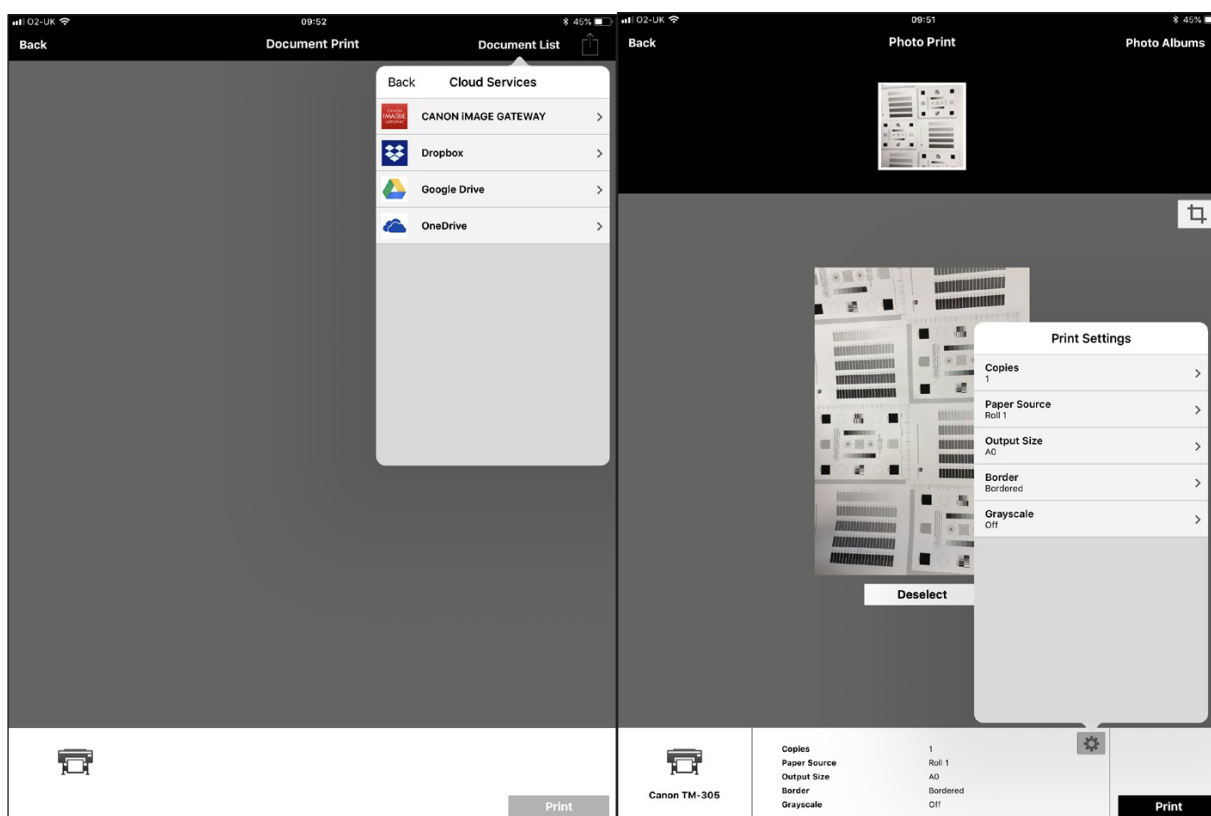 O2-UK
09:52
45%
Back
Document Print
Document List
Back
Cloud Services
CANON
IMAGE
GATEWAY
CANON iMAGE GATEWAY
Dropbox
Google Drive
OneDrive
Print
O2-UK
09:51
45%
Back
Photo Print
Photo Albums
Print Settings
Copies
1
Paper Source
Roll 1
Output Size
A0
Border
Bordered
Grayscale
Off
Deselect
Canon TM-305
Copies 1
Paper Source Roll 1
Output Size A0
Border Bordered
Grayscale Off
Print